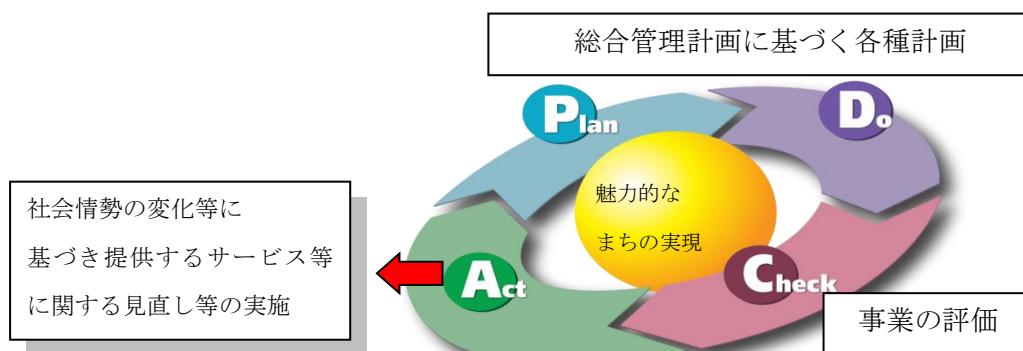 総合管理計画に基づく各種計画
Plan
Do
魅力的な
まちの実現
社会情勢の変化等に
基づき提供するサービス等
に関する見直し等の実施
Act
Check
事業の評価